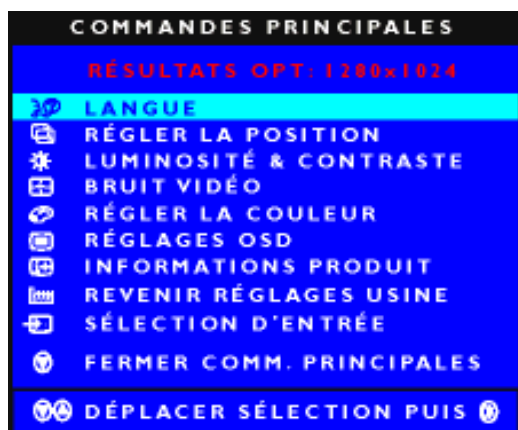 COMMANDES PRINCIPALES
RÉSULTATS OPT: 1280x1024
LANGUE
RÉGLER LA POSITION
LUMINOSITÉ & CONTRASTE
BRUIT VIDÉO
RÉGLER LA COULEUR
RÉGLAGES OSD
INFORMATIONS PRODUIT
REVENIR RÉGLAGES USINE
SÉLECTION D'ENTRÉE
FERMER COMM. PRINCIPALES
DÉPLACER SÉLECTION PUIS